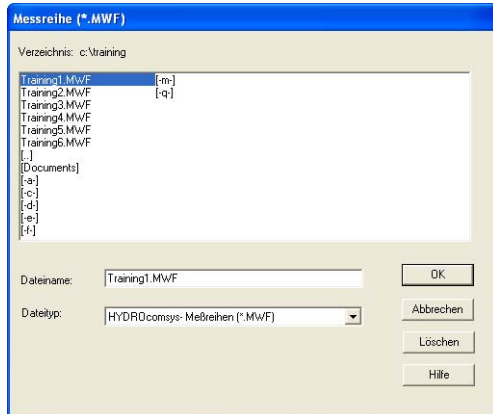 Messreihe (*.MWF)
Verzeichnis: c:\training
Training1.MWF [-m-]
Training2.MWF [-q-]
Training3.MWF
Training4.MWF
Training5.MWF
Training6.MWF
[..]
[Documents]
[-a-]
[-c-]
[-d-]
[-e-]
[-f-]
Dateiname: Training1.MWF
OK
Dateityp: HYDROcomsys- Meßreihen (*.MWF)
Abbrechen
Löschen
Hilfe